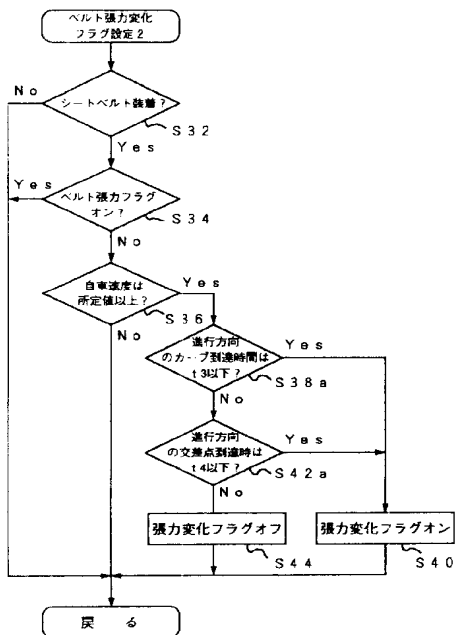 ベルト張力変化
フラグ設定2
No
シートベルト装着?
S32
Yes
Yes
ベルト張力フラグ
オン?
S34
No
自車速度は
所定値以上?
Yes
S36
No
進行方向
のカーブ到達時間は
t3以下?
Yes
S38a
No
進行方向
の交差点到達時は
t4以下?
Yes
S42a
No
張力変化フラグオフ
張力変化フラグオン
S44
S40
戻る